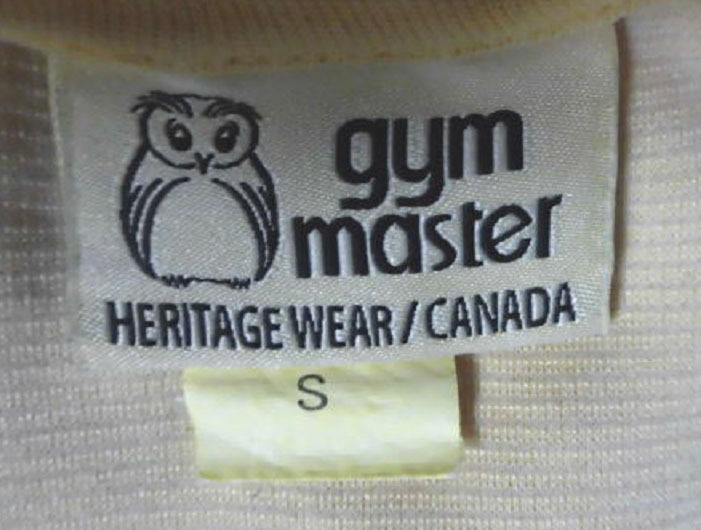 gym
master
HERITAGE WEAR / CANADA
S